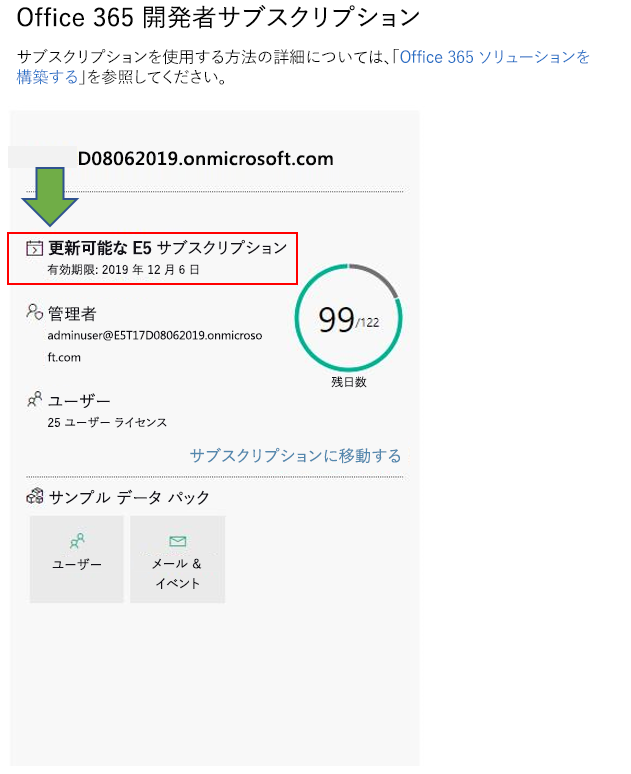 Office 365 開発者サブスクリプション
サブスクリプションを使用する方法の詳細については、「Office 365 ソリューションを
構築する」を参照してください。
D08062019.onmicrosoft.com
更新可能な E5 サブスクリプション
有効期限: 2019 年 12 月 6 日
99/122
残日数
管理者
adminuser@E5T17D08062019.onmicroso
ft.com
ユーザー
25 ユーザー ライセンス
サブスクリプションに移動する
サンプル データ パック
ユーザー
メール &
イベント